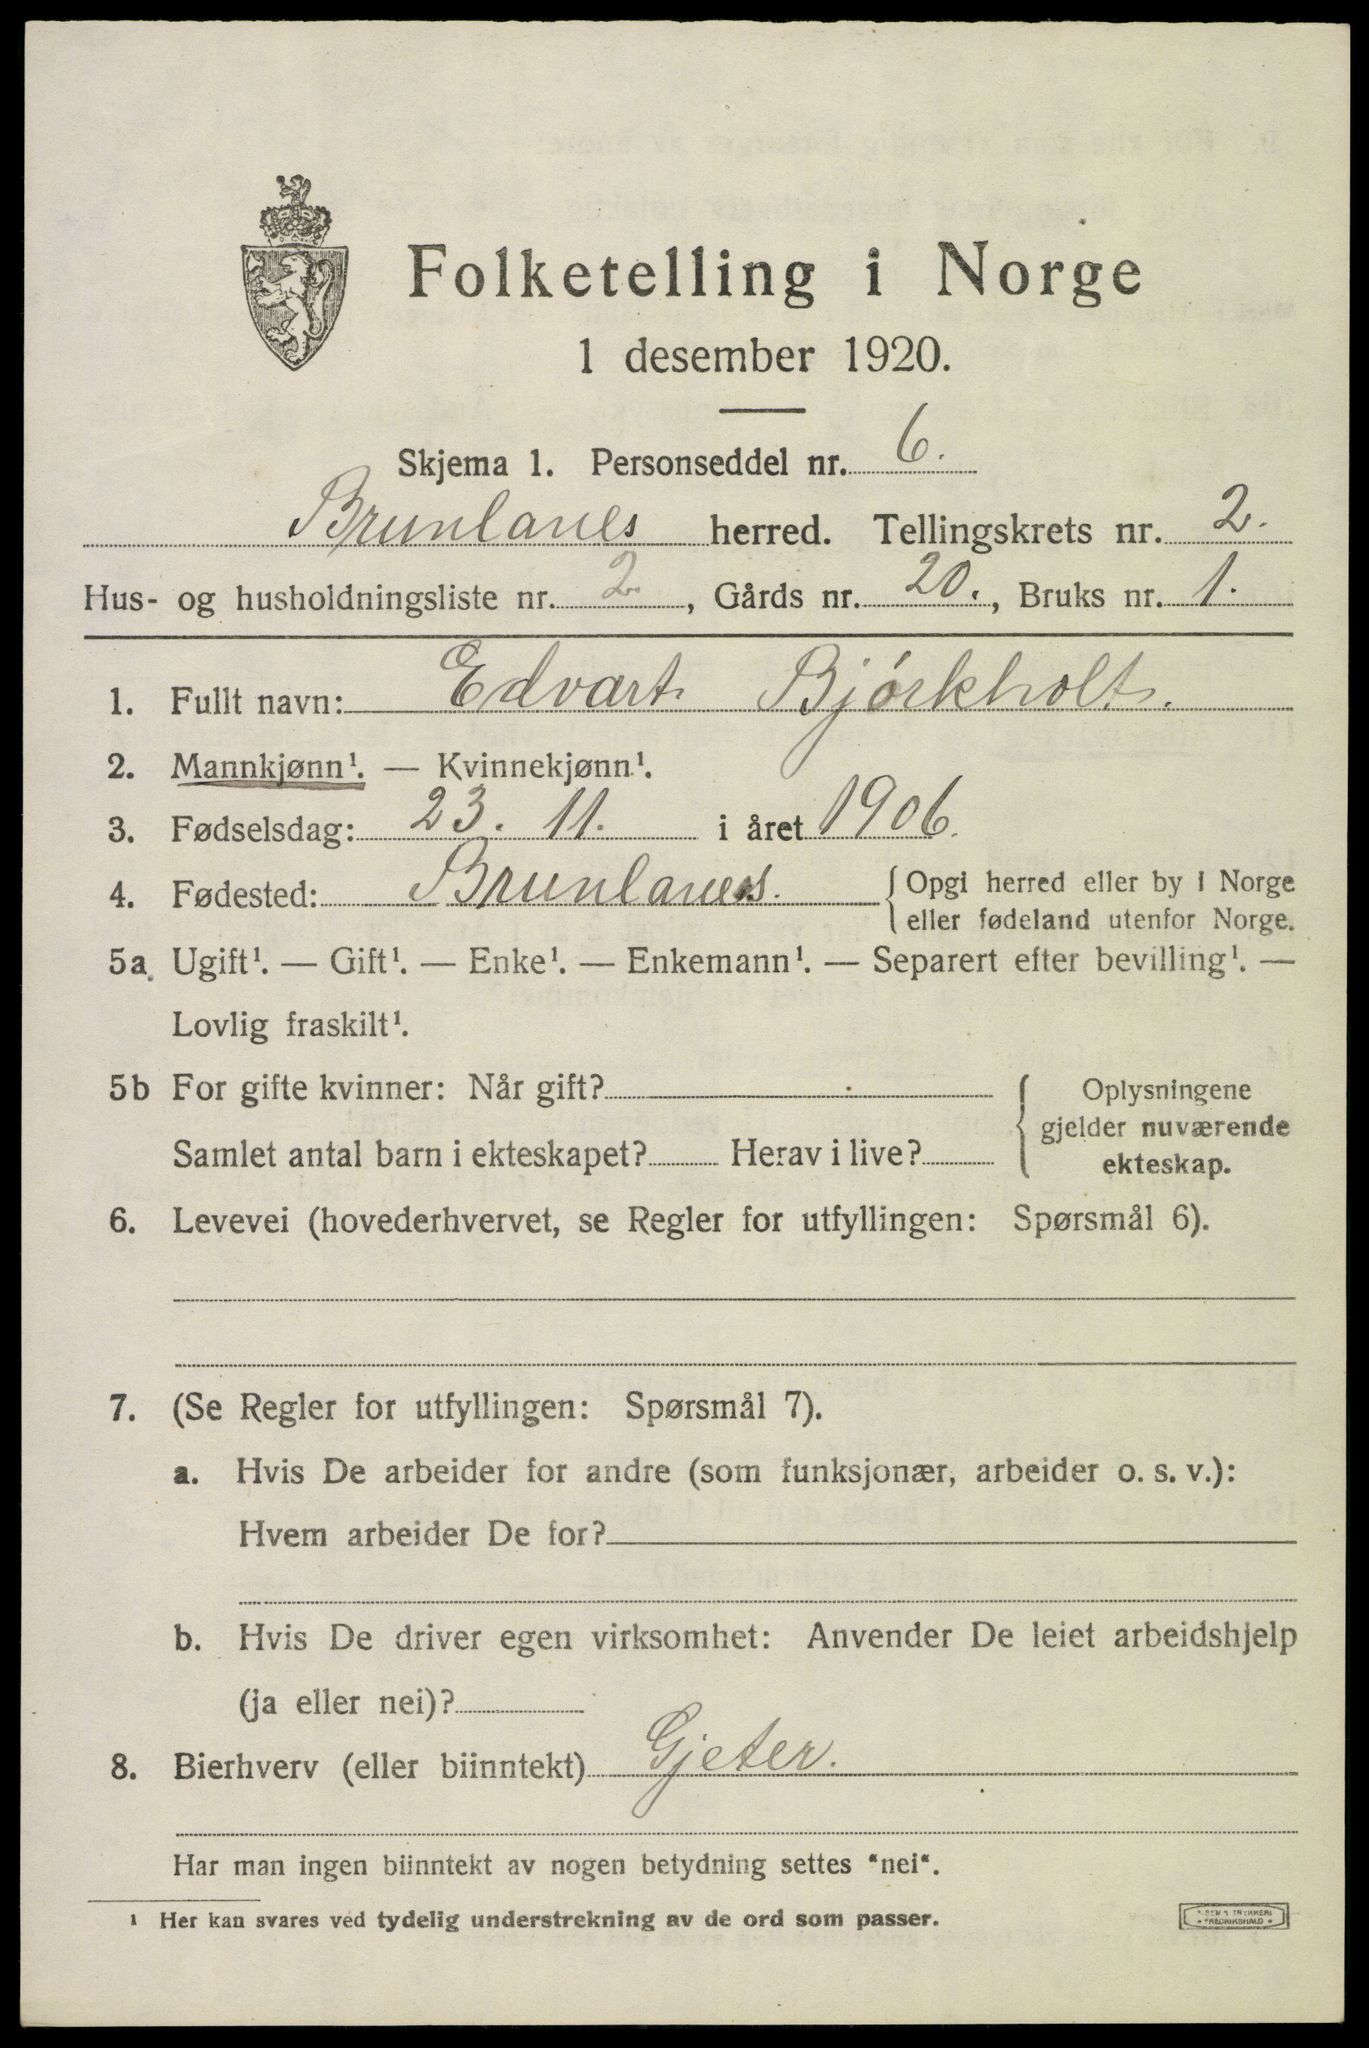 Folketelling i Norge
1 desember 1920.
Skjema 1. Personseddel nr. 6.
Brunlanes herred. Tellingskrets nr. 2.
Hus- og husholdningsliste nr. 2, Gårds nr. 20., Bruks nr. 1.
1. Fullt navn: Edvart Bjórkholt.
2. Mannkjønn¹. — Kvinnekjønn¹.
3. Fødselsdag: 23. 11. i året 1906.
4. Fødested: Brunlanes. { Opgi herred eller by i Norge
eller fødeland utenfor Norge.
5a. Ugift¹. — Gift¹. — Enke¹. — Enkemann¹. — Separert efter bevilling¹. —
Lovlig fraskilt¹.
5b For gifte kvinner: Når gift?
Samlet antal barn i ekteskapet? Herav i live?
Oplysningene
gjelder nuværende
ekteskap.
6. Levevei (hovederhvervet, se Regler for utfyllingen: Spørsmål 6).
7. (Se Regler for utfyllingen: Spørsmål 7).
a. Hvis De arbeider for andre (som funksjonær, arbeider o. s. v.):
Hvem arbeider De for?
b. Hvis De driver egen virksomhet: Anvender De leiet arbeidshjelp
(ja eller nei)?
8. Bierhverv (eller biinntekt) Gjeter.
Har man ingen biinntekt av nogen betydning settes "nei".
¹ Her kan svares ved tydelig understrekning av de ord som passer.